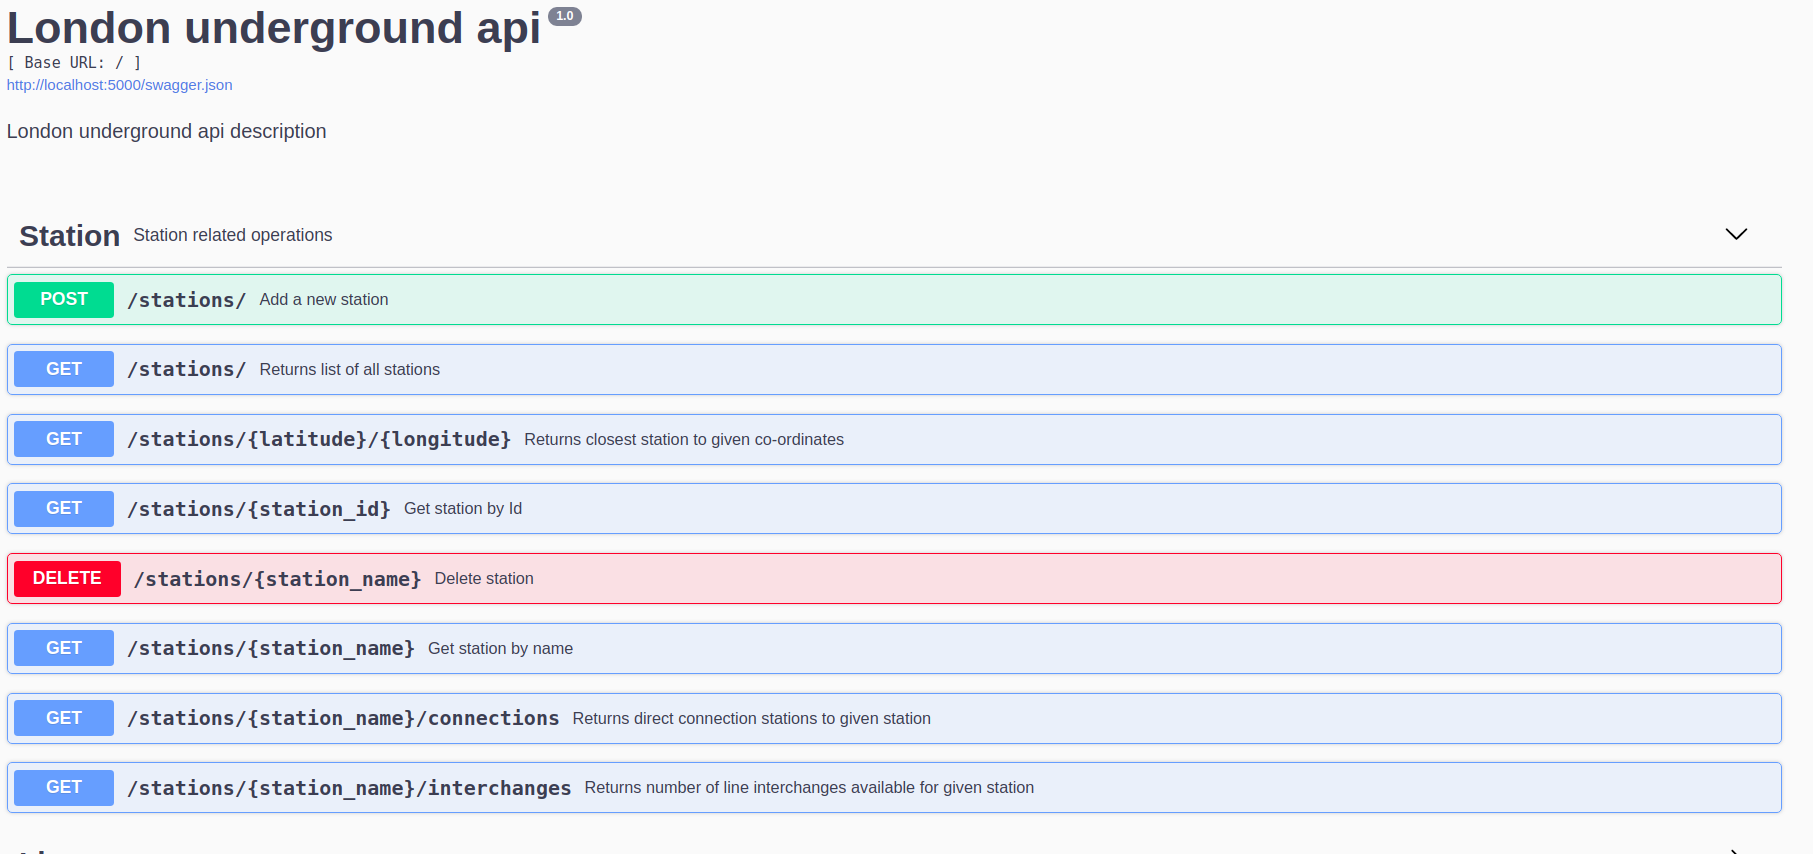 London underground api 1.0
[ Base URL: / ]
http://localhost:5000/swagger.json
London underground api description
Station Station related operations
POST /stations/ Add a new station
GET /stations/ Returns list of all stations
GET /stations/{latitude}/{longitude} Returns closest station to given co-ordinates
GET /stations/{station_id} Get station by Id
DELETE /stations/{station_name} Delete station
GET /stations/{station_name} Get station by name
GET /stations/{station_name}/connections Returns direct connection stations to given station
GET /stations/{station_name}/interchanges Returns number of line interchanges available for given station